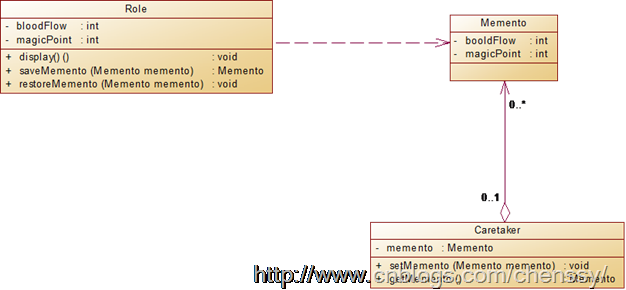 Role
- bloodFlow : int
- magicPoint : int
+ display() () : void
+ saveMemento (Memento memento) : Memento
+ restoreMemento (Memento memento) : void
Memento
- booldFlow : int
- magicPoint : int
0..*
0..1
Caretaker
- memento : Memento
+ setMemento (Memento memento) : void
+ getMemento () : Memento
http://www.cnblogs.com/chenssy/